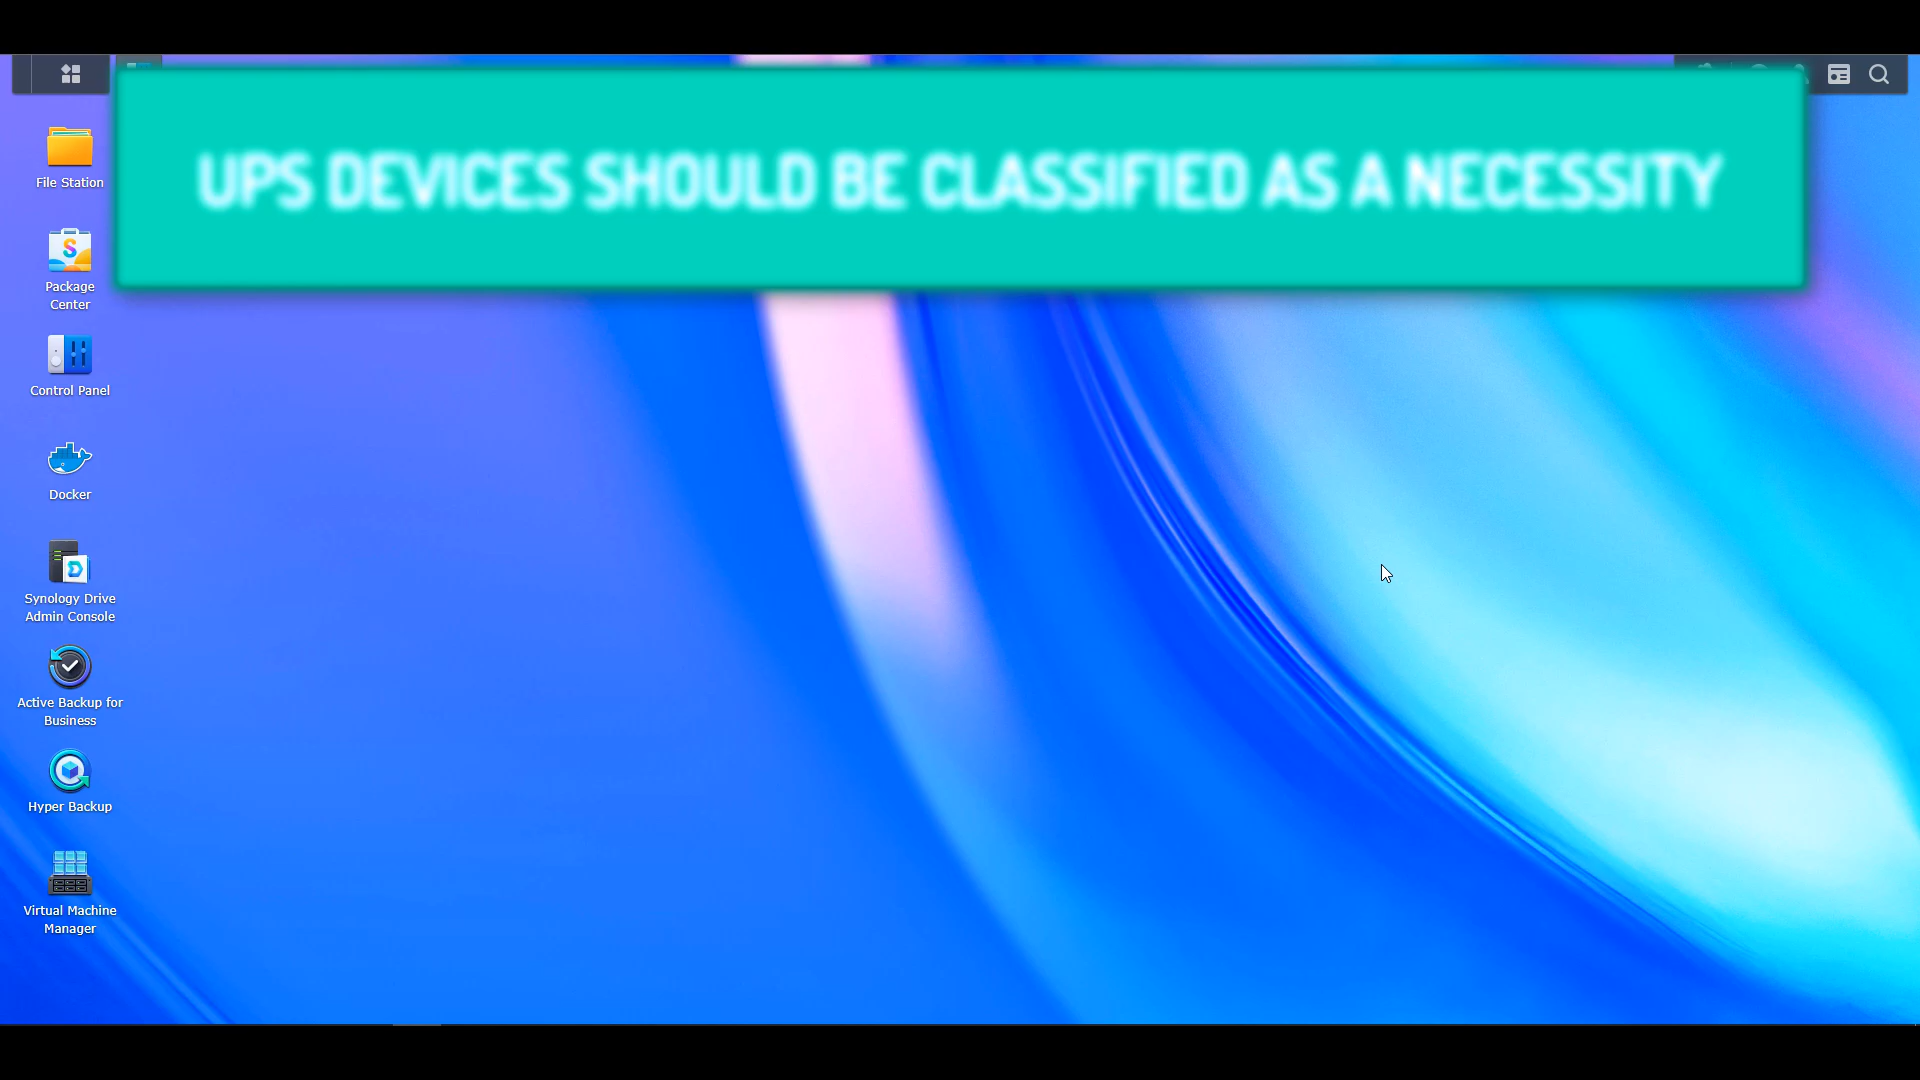 UPS DEVICES SHOULD BE CLASSIFIED AS A NECESSITY
File Station
Package
Center
Control Panel
Docker
Synology Drive
Admin Console
Active Backup for
Business
Hyper Backup
Virtual Machine
Manager